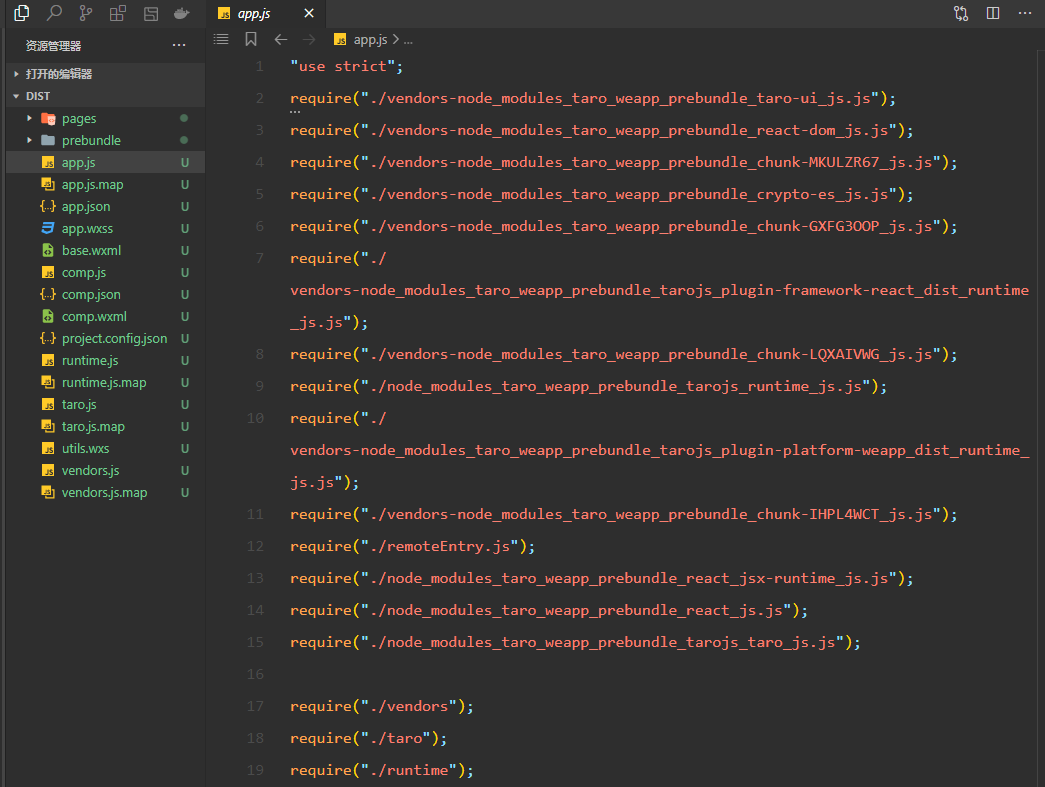 app.js
资源管理器
打开的编辑器
DIST
pages
prebundle
app.js U
app.js.map U
app.json U
app.wxss U
base.wxml U
comp.js U
comp.json U
comp.wxml U
project.config.json U
runtime.js U
runtime.js.map U
taro.js U
taro.js.map U
utils.wxs U
vendors.js U
vendors.js.map U
app.js > ...
1 "use strict";
2 require("./vendors-node_modules_taro_weapp_prebundle_taro-ui_js.js");
3 require("./vendors-node_modules_taro_weapp_prebundle_react-dom_js.js");
4 require("./vendors-node_modules_taro_weapp_prebundle_chunk-MKULZR67_js.js");
5 require("./vendors-node_modules_taro_weapp_prebundle_crypto-es_js.js");
6 require("./vendors-node_modules_taro_weapp_prebundle_chunk-GXFG3OOP_js.js");
7 require("./
vendors-node_modules_taro_weapp_prebundle_tarojs_plugin-framework-react_dist_runtime
_js.js");
8 require("./vendors-node_modules_taro_weapp_prebundle_chunk-LQXAIVWG_js.js");
9 require("./node_modules_taro_weapp_prebundle_tarojs_runtime_js.js");
10 require("./
vendors-node_modules_taro_weapp_prebundle_tarojs_plugin-platform-weapp_dist_runtime_
js.js");
11 require("./vendors-node_modules_taro_weapp_prebundle_chunk-IHPL4WCT_js.js");
12 require("./remoteEntry.js");
13 require("./node_modules_taro_weapp_prebundle_react_jsx-runtime_js.js");
14 require("./node_modules_taro_weapp_prebundle_react_js.js");
15 require("./node_modules_taro_weapp_prebundle_tarojs_taro_js.js");
16
17 require("./vendors");
18 require("./taro");
19 require("./runtime");